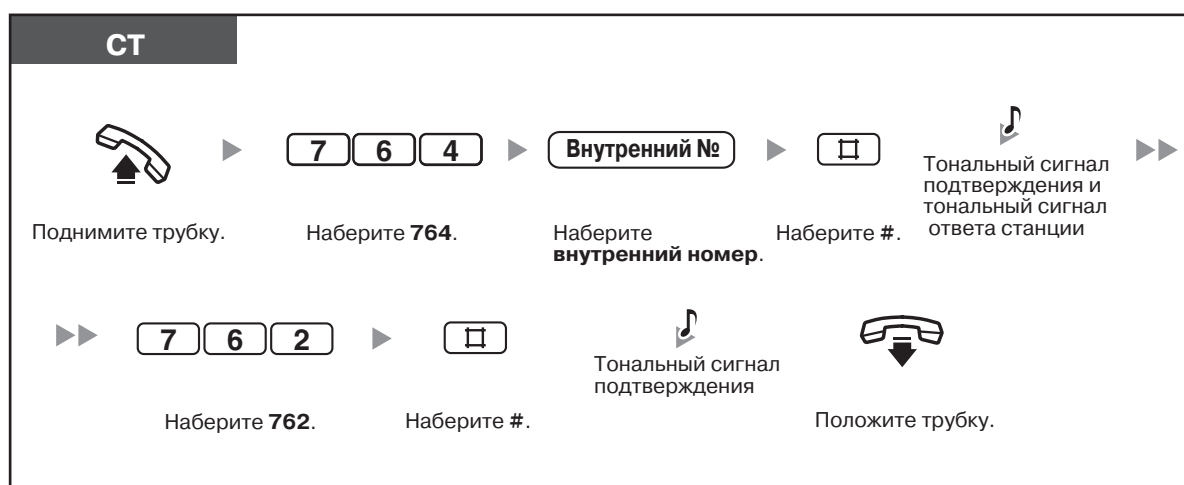 СТ
7 6 4
Внутренний №
#
Тональный сигнал
подтверждения и
тональный сигнал
ответа станции
Поднимите трубку.
Наберите 764.
Наберите
внутренний номер.
Наберите #.
7 6 2
#
Тональный сигнал
подтверждения
Наберите 762.
Наберите #.
Положите трубку.